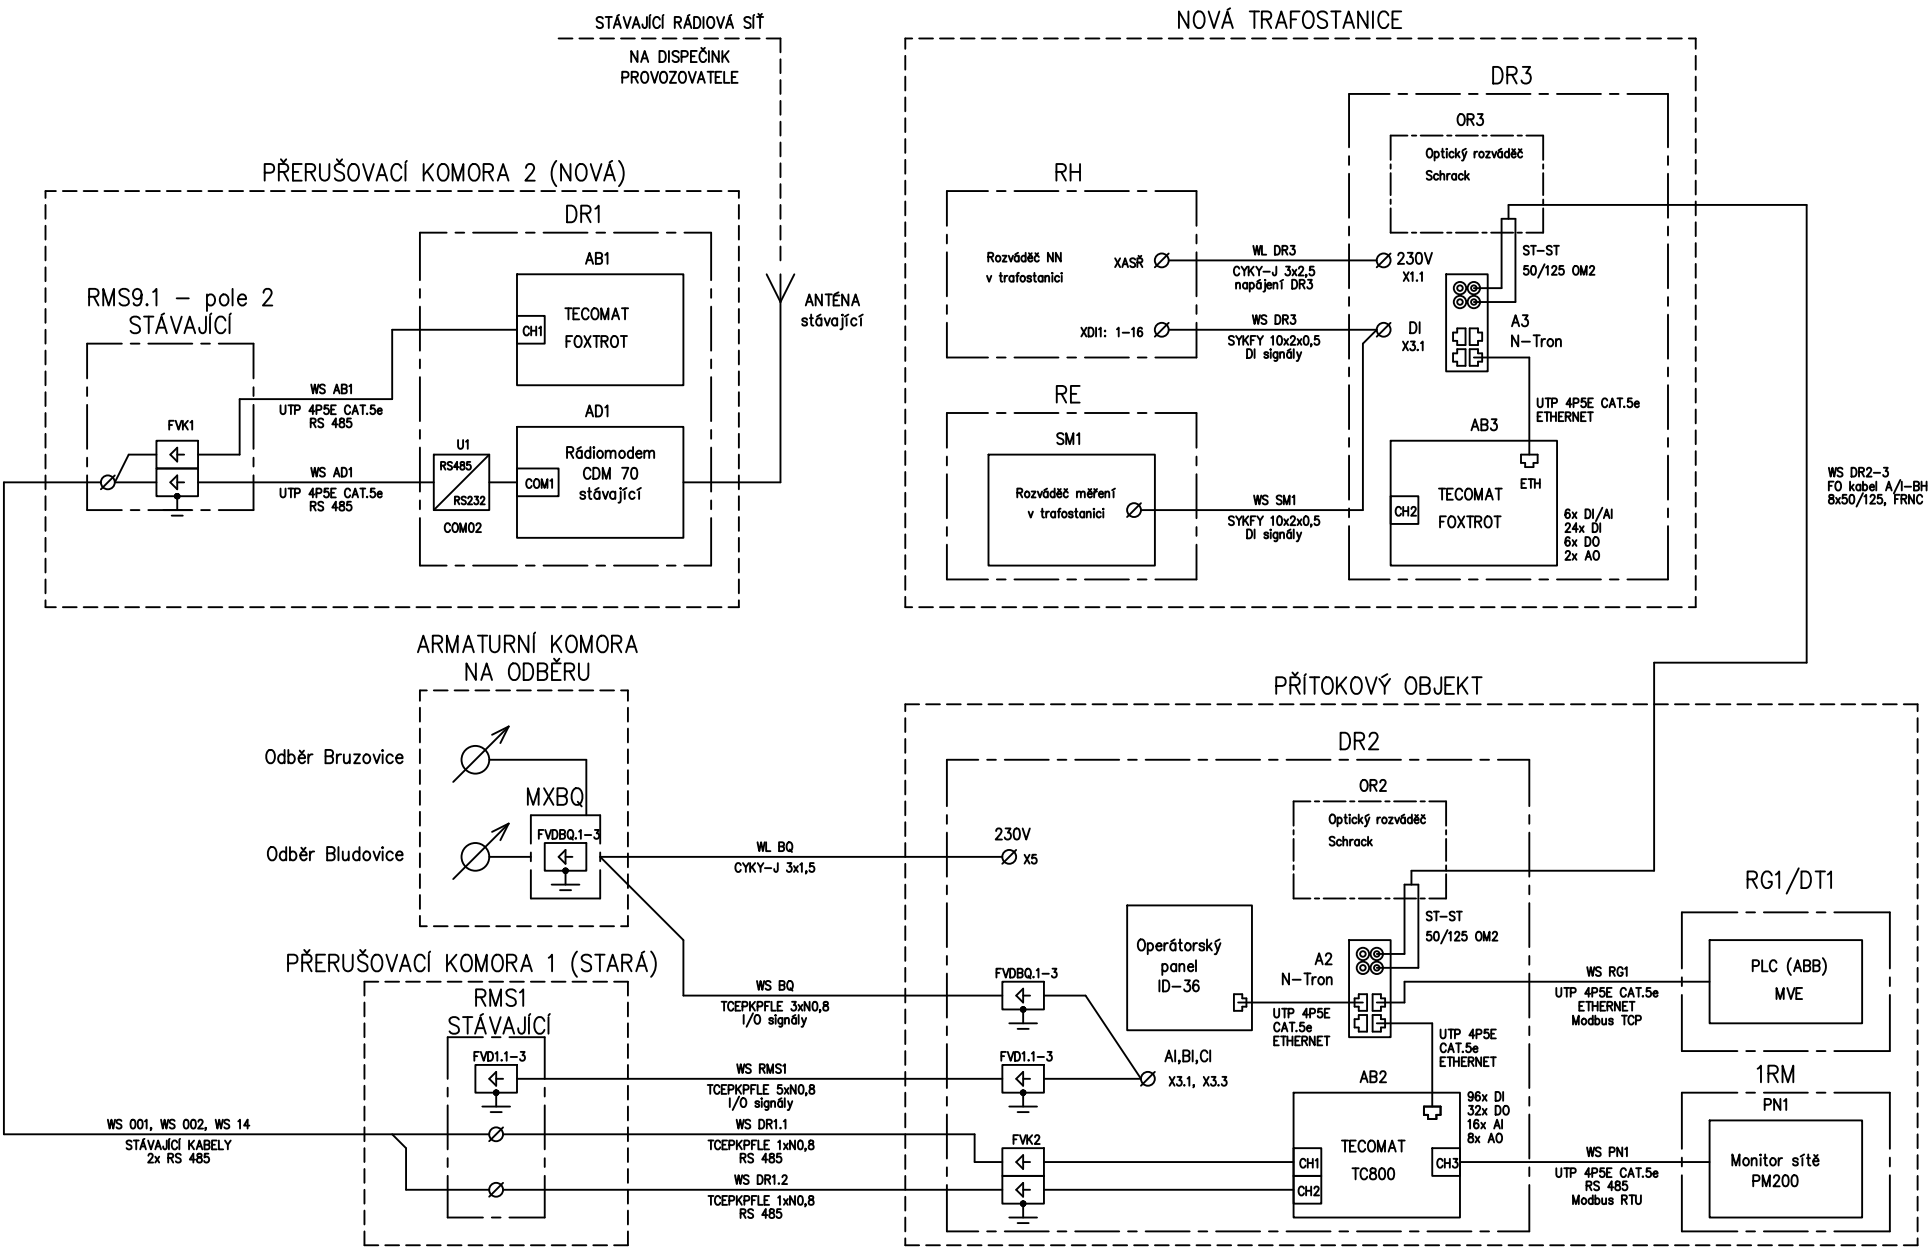 STÁVAJÍCÍ RÁDIOVÁ SÍŤ
NA DISPEČINK
PROVOZOVATELE
PŘERUŠOVACÍ KOMORA 2 (NOVÁ)
DR1
AB1
TECOMAT
FOXTROT
CH1
RMS9.1 – pole 2
STÁVAJÍCÍ
FVK1
WS AB1
UTP 4P5E CAT.5e
RS 485
WS AD1
UTP 4P5E CAT.5e
RS 485
U1
RS485
RS232
COM02
AD1
Rádiomodem
CDM 70
stávající
COM1
ANTÉNA
stávající
NOVÁ TRAFOSTANICE
DR3
OR3
Optický rozváděč
Schrack
RH
Rozváděč NN
v trafostanici
XASŘ
WL DR3
CYKY-J 3x2,5
napájení DR3
230V
X1.1
ST-ST
50/125 OM2
XDI1: 1-16
WS DR3
SYKFY 10x2x0,5
DI signály
DI
X3.1
A3
N-Tron
UTP 4P5E CAT.5e
ETHERNET
RE
SM1
Rozváděč měření
v trafostanici
WS SM1
SYKFY 10x2x0,5
DI signály
AB3
ETH
CH2
TECOMAT
FOXTROT
6x DI/AI
24x DI
6x DO
2x AO
WS DR2-3
FO kabel A/I-BH
8x50/125, FRNC
ARMATURNÍ KOMORA
NA ODBĚRU
Odběr Bruzovice
MXBQ
FVDBQ.1-3
Odběr Bludovice
WL BQ
CYKY-J 3x1,5
WS BQ
TCEPKPFLE 3xN0,8
I/O signály
PŘERUŠOVACÍ KOMORA 1 (STARÁ)
RMS1
STÁVAJÍCÍ
FVD1.1-3
WS RMS1
TCEPKPFLE 5xN0,8
I/O signály
WS 001, WS 002, WS 14
STÁVAJÍCÍ KABELY
2x RS 485
WS DR1.1
TCEPKPFLE 1xN0,8
RS 485
WS DR1.2
TCEPKPFLE 1xN0,8
RS 485
PŘÍTOKOVÝ OBJEKT
DR2
OR2
Optický rozváděč
Schrack
230V
X5
Operátorský
panel
ID-36
A2
N-Tron
ST-ST
50/125 OM2
FVDBQ.1-3
UTP 4P5E
CAT.5e
ETHERNET
UTP 4P5E
CAT.5e
ETHERNET
FVD1.1-3
AI,BI,CI
X3.1, X3.3
FVK2
AB2
TECOMAT
TC800
CH1
CH2
CH3
96x DI
32x DO
16x AI
8x AO
WS RG1
UTP 4P5E CAT.5e
ETHERNET
Modbus TCP
RG1/DT1
PLC (ABB)
MVE
1RM
PN1
Monitor sítě
PM200
WS PN1
UTP 4P5E CAT.5e
RS 485
Modbus RTU